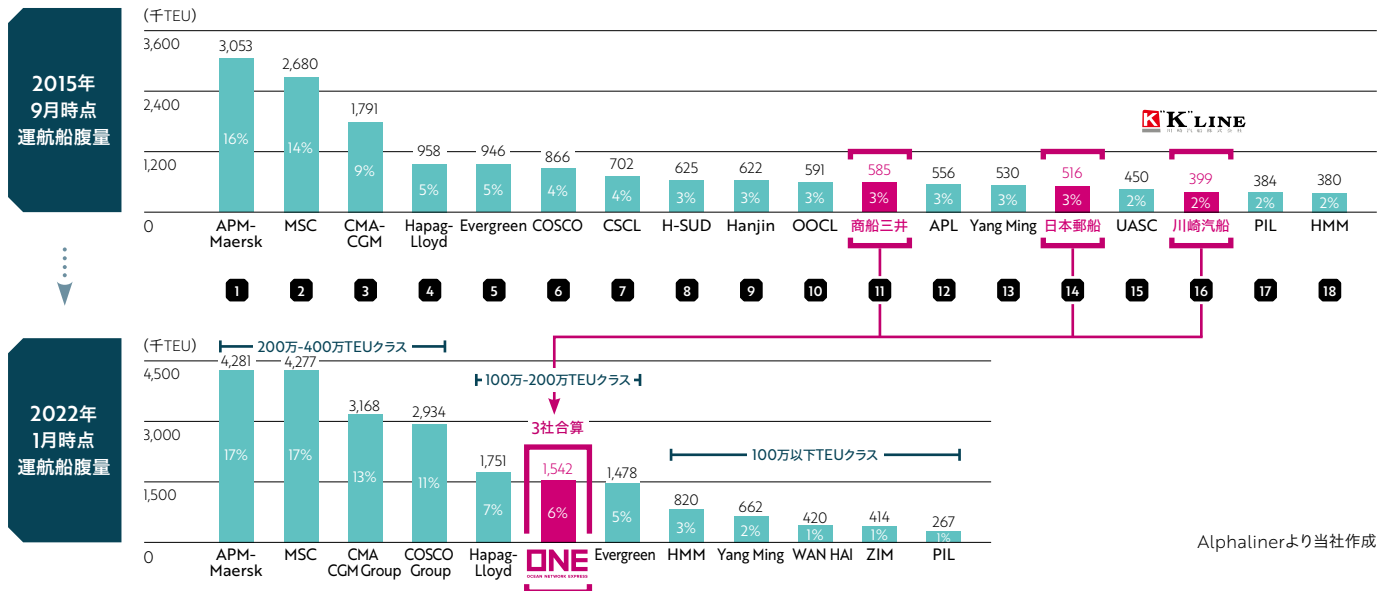 2015年
9月時点
運航船腹量
(千TEU)
3,600
2,400
1,200
0
3,053
2,680
1,791
958
946
866
702
625
622
591
585
556
530
516
450
399
384
380
16%
14%
9%
5%
5%
4%
4%
3%
3%
3%
3%
3%
3%
3%
2%
2%
2%
2%
K "K" LINE
川崎汽船株式会社
APM-
Maersk
MSC
CMA-
CGM
Hapag-
Lloyd
Evergreen
COSCO
CSCL
H-SUD
Hanjin
OOCL
商船三井
APL
Yang Ming
日本郵船
UASC
川崎汽船
PIL
HMM
1
2
3
4
5
6
7
8
9
10
11
12
13
14
15
16
17
18
2022年
1月時点
運航船腹量
(千TEU)
4,500
3,000
1,500
0
200万-400万TEUクラス
100万-200万TEUクラス
3社合算
100万以下TEUクラス
4,281
4,277
3,168
2,934
1,751
1,542
1,478
820
662
420
414
267
17%
17%
13%
11%
7%
6%
5%
3%
2%
1%
1%
1%
APM-
Maersk
MSC
CMA
CGM Group
COSCO
Group
Hapag-
Lloyd
ONE
OCEAN NETWORK EXPRESS
Evergreen
HMM
Yang Ming
WAN HAI
ZIM
PIL
Alphalinerより当社作成